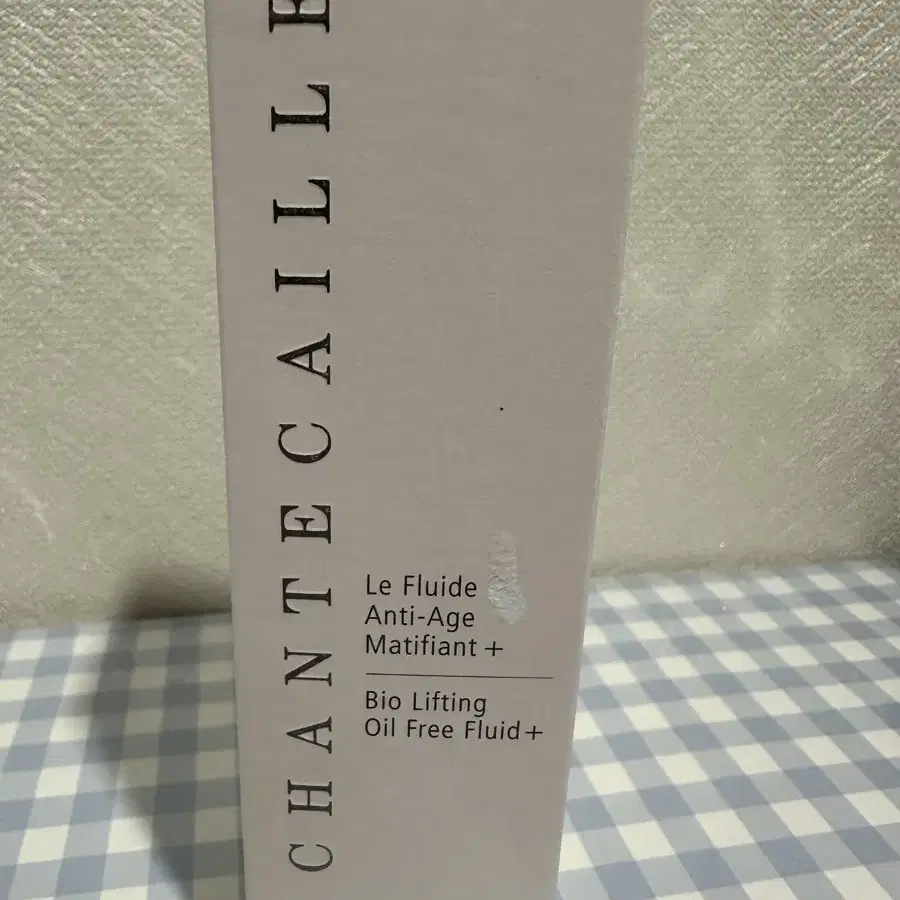 CHANTECAILLE
Le Fluide
Anti-Age
Matifiant +
Bio Lifting
Oil Free Fluid+